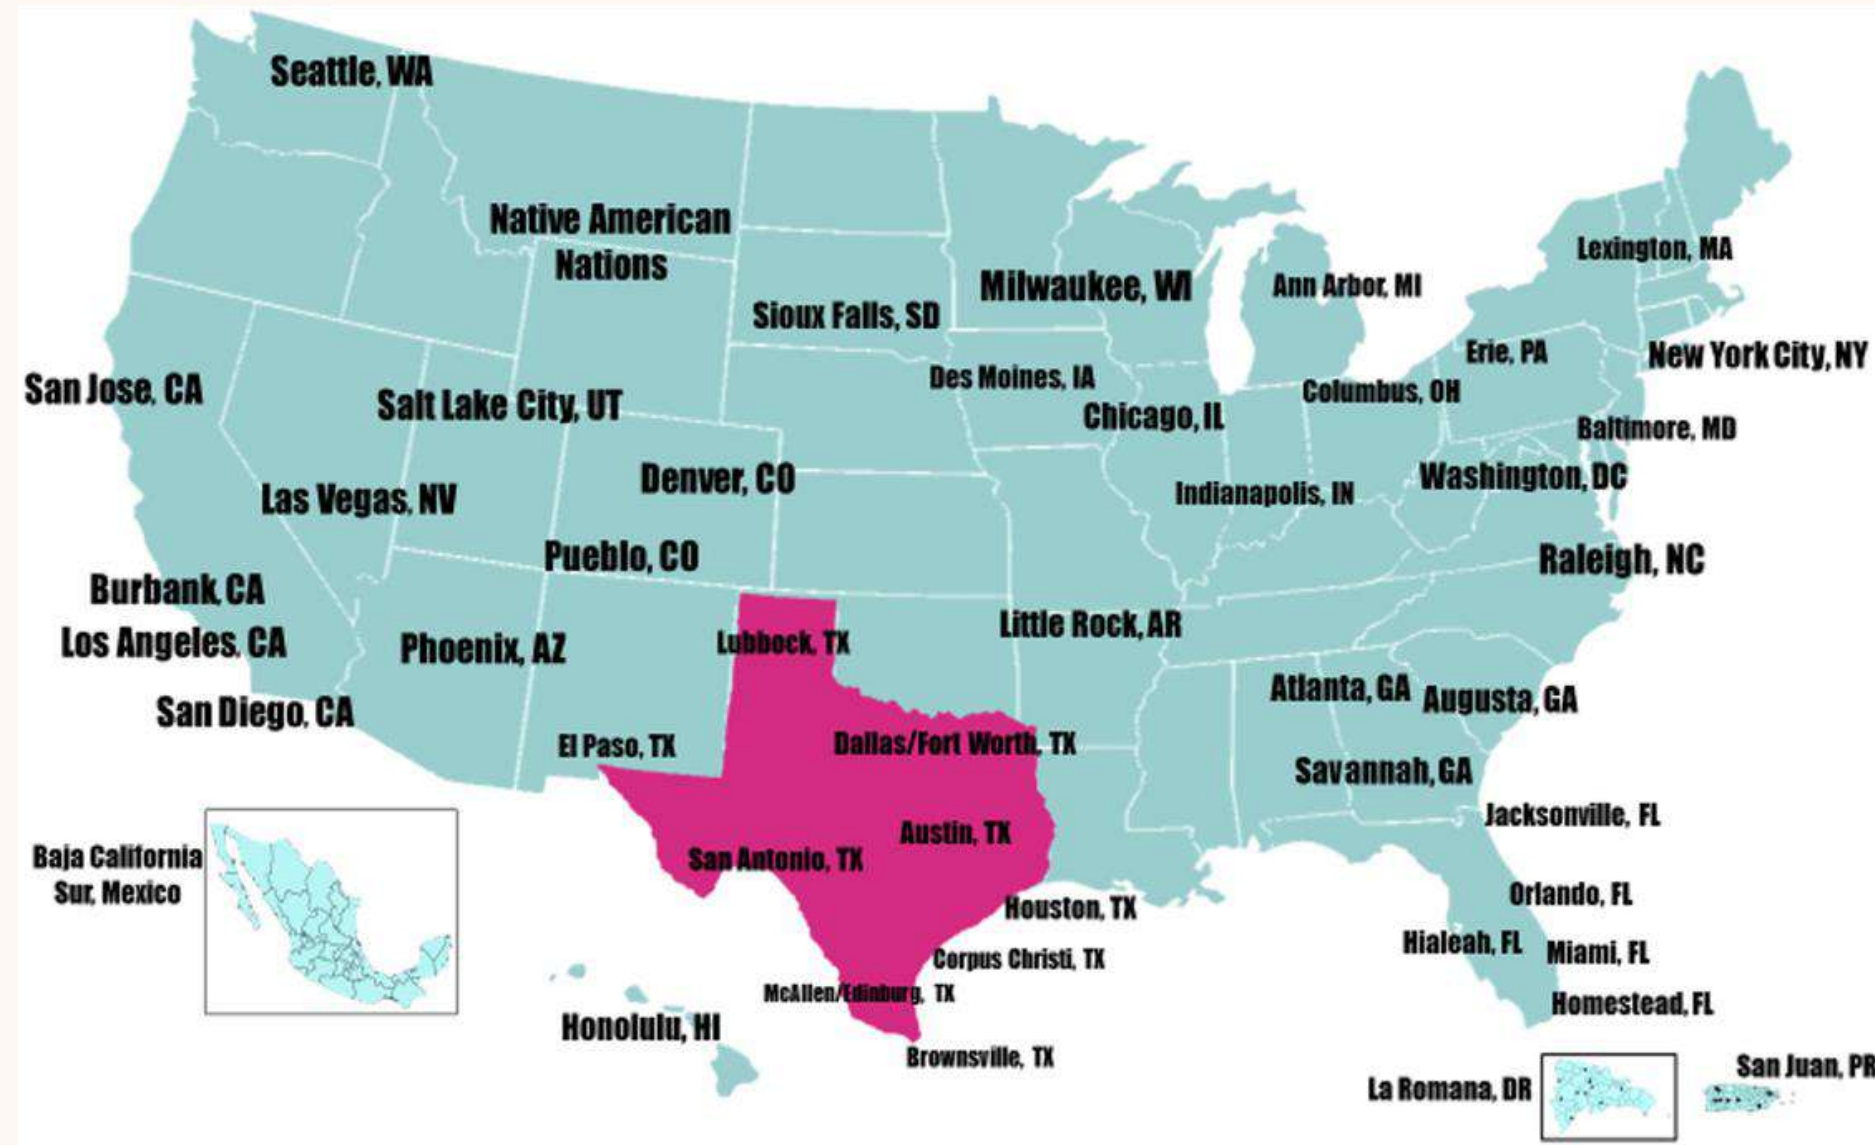 Seattle, WA
Native American
Nations
Lexington, MA
Milwaukee, WI
Ann Arbor, MI
Sioux Falls, SD
Erie, PA
New York City, NY
San Jose, CA
Des Moines, IA
Columbus, OH
Salt Lake City, UT
Chicago, IL
Baltimore, MD
Denver, CO
Washington, DC
Las Vegas, NV
Indianapolis, IN
Pueblo, CO
Raleigh, NC
Burbank, CA
Little Rock, AR
Los Angeles, CA
Phoenix, AZ
Lubbock, TX
Atlanta, GA
Augusta, GA
San Diego, CA
El Paso, TX
Dallas/Fort Worth, TX
Savannah, GA
Jacksonville, FL
Austin, TX
Baja California
Sur, Mexico
San Antonio, TX
Orlando, FL
Houston, TX
Hialeah, FL
Miami, FL
Corpus Christi, TX
McAllen/Edinburg, TX
Homestead, FL
Honolulu, HI
Brownsville, TX
San Juan, PR
La Romana, DR